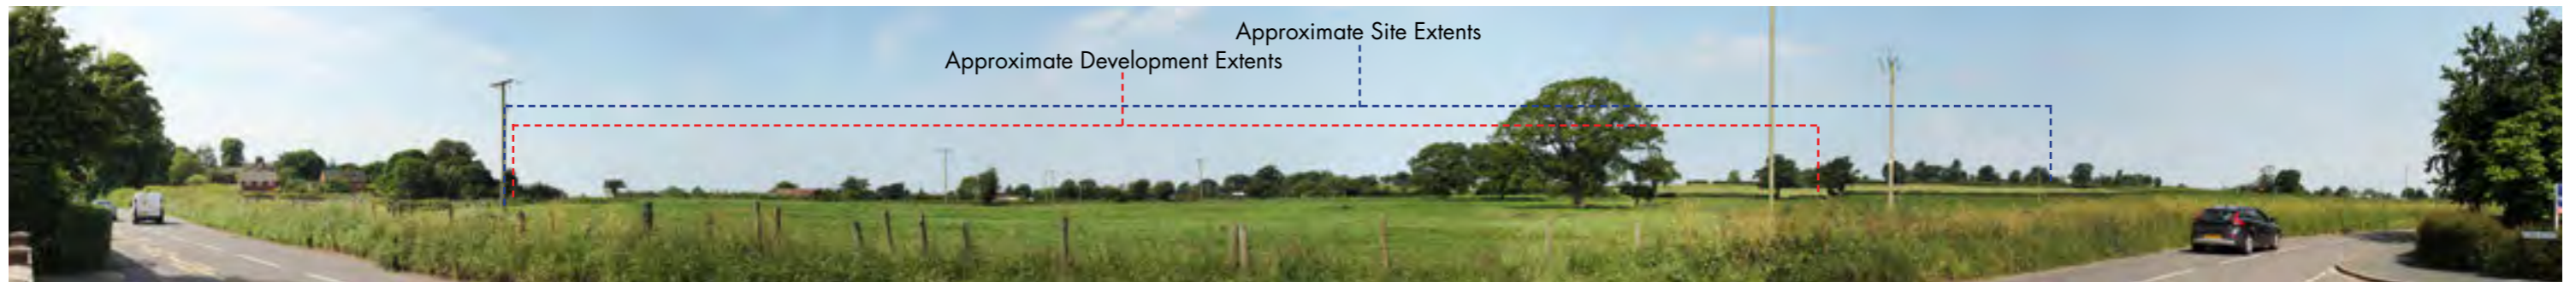 Approximate Site Extents
Approximate Development Extents